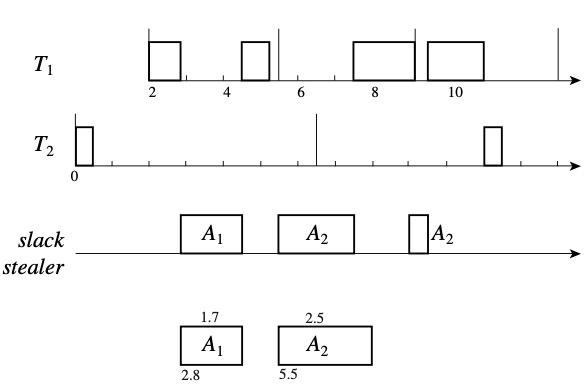 T1
2 4 6 8 10
T2
0
slack
stealer
A1 A2 A2
1.7 2.5
A1 A2
2.8 5.5